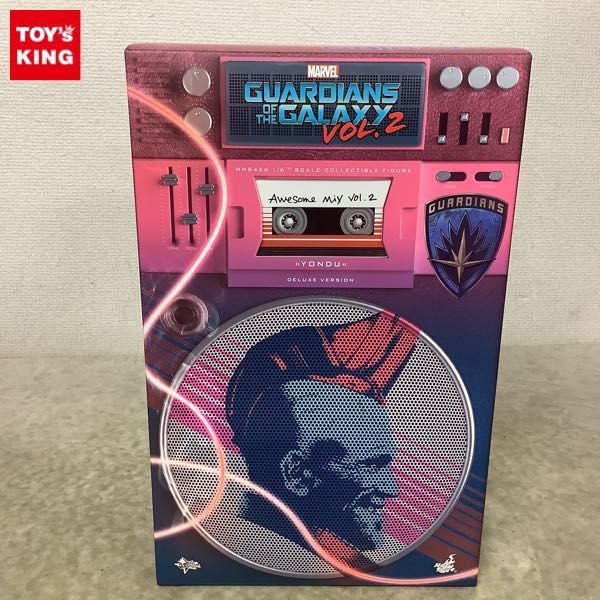 TOY's
KING
MARVEL
GUARDIANS
OF THE GALAXY
VOL.2
MMS436 1/6TH SCALE COLLECTIBLE FIGURE
Awesome Mix Vol.2
«YONDU»
DELUXE VERSION
GUARDIANS